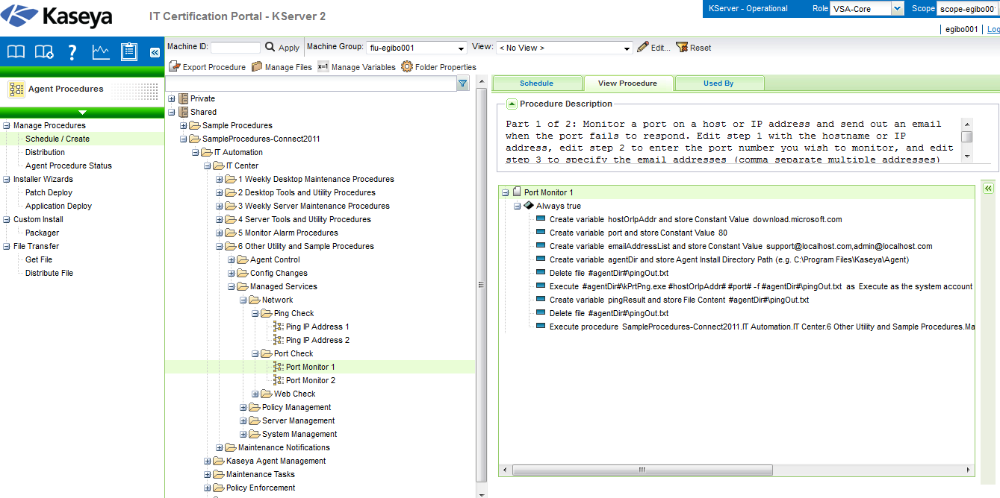 Kaseya
IT Certification Portal - KServer 2
KServer - Operational Role VSA-Core Scope scope-egibo001
egibo001
Machine ID: Apply Machine Group: fiu-egibo001 View: < No View > Edit... Reset
Export Procedure Manage Files x=1 Manage Variables Folder Properties
Agent Procedures
Manage Procedures
Schedule / Create
Distribution
Agent Procedure Status
Installer Wizards
Patch Deploy
Application Deploy
Custom Install
Packager
File Transfer
Get File
Distribute File
Private
Shared
Sample Procedures
SampleProcedures-Connect2011
IT Automation
IT Center
1 Weekly Desktop Maintenance Procedures
2 Desktop Tools and Utility Procedures
3 Weekly Server Maintenance Procedures
4 Server Tools and Utility Procedures
5 Monitor Alarm Procedures
6 Other Utility and Sample Procedures
Agent Control
Config Changes
Managed Services
Network
Ping Check
Ping IP Address 1
Ping IP Address 2
Port Check
Port Monitor 1
Port Monitor 2
Web Check
Policy Management
Server Management
System Management
Maintenance Notifications
Kaseya Agent Management
Maintenance Tasks
Policy Enforcement
Schedule View Procedure Used By
Procedure Description
Part 1 of 2: Monitor a port on a host or IP address and send out an email
when the port fails to respond. Edit step 1 with the hostname or IP
address, edit step 2 to enter the port number you wish to monitor, and edit
step 3 to specify the email addresses (comma separate multiple addresses)
Port Monitor 1
Always true
Create variable hostOrIpAddr and store Constant Value download.microsoft.com
Create variable port and store Constant Value 80
Create variable emailAddressList and store Constant Value support@localhost.com,admin@localhost.com
Create variable agentDir and store Agent Install Directory Path (e.g. C:\Program Files\Kaseya\Agent)
Delete file #agentDir#\pingOut.txt
Execute #agentDir#\kPrtPng.exe #hostOrIpAddr# #port# -f #agentDir#\pingOut.txt as Execute as the system account
Create variable pingResult and store File Content #agentDir#\pingOut.txt
Delete file #agentDir#\pingOut.txt
Execute procedure SampleProcedures-Connect2011.IT Automation.IT Center.6 Other Utility and Sample Procedures.Ma